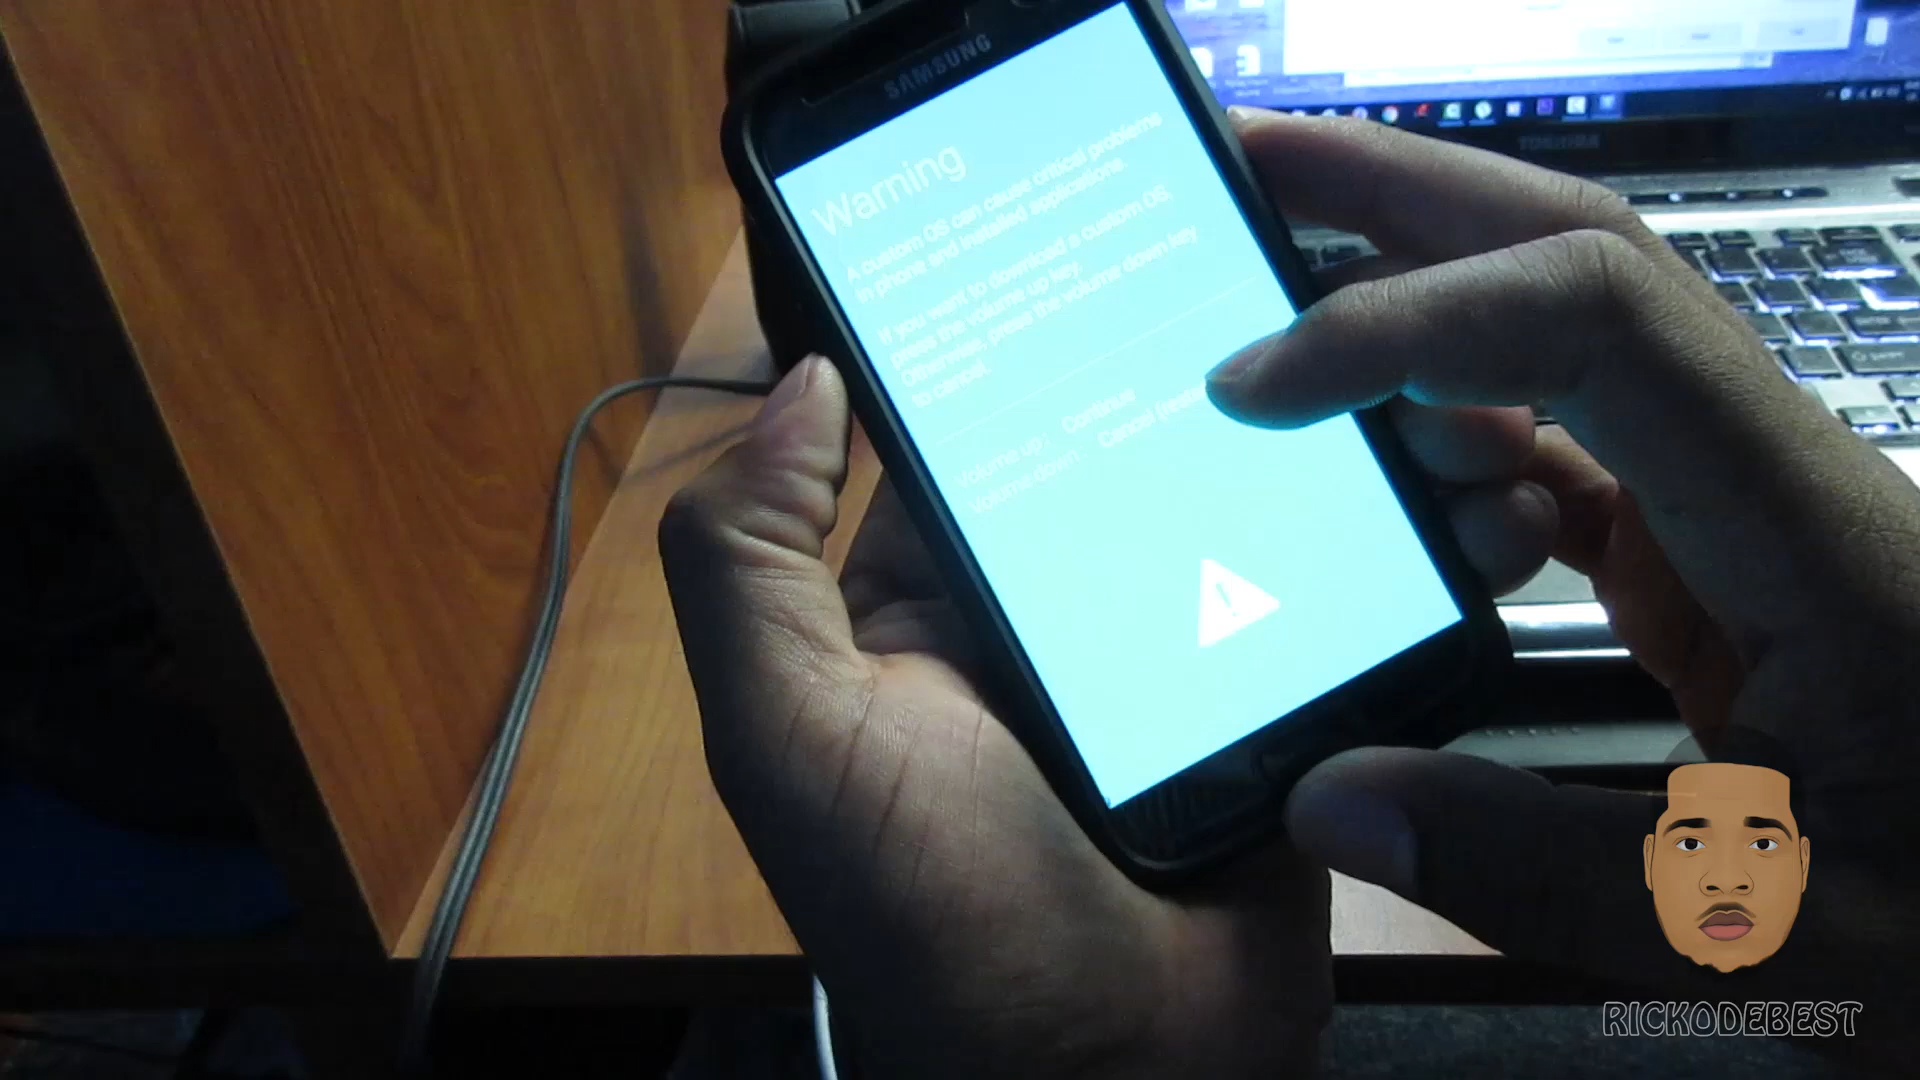 SAMSUNG
Warning
A custom OS can cause critical problems
in phone and installed applications.
If you want to download a custom OS,
press the volume up key.
Otherwise, press the volume down key
to cancel.
Volume up: Continue
Volume down: Cancel
TOSHIBA
RICKODEBEST